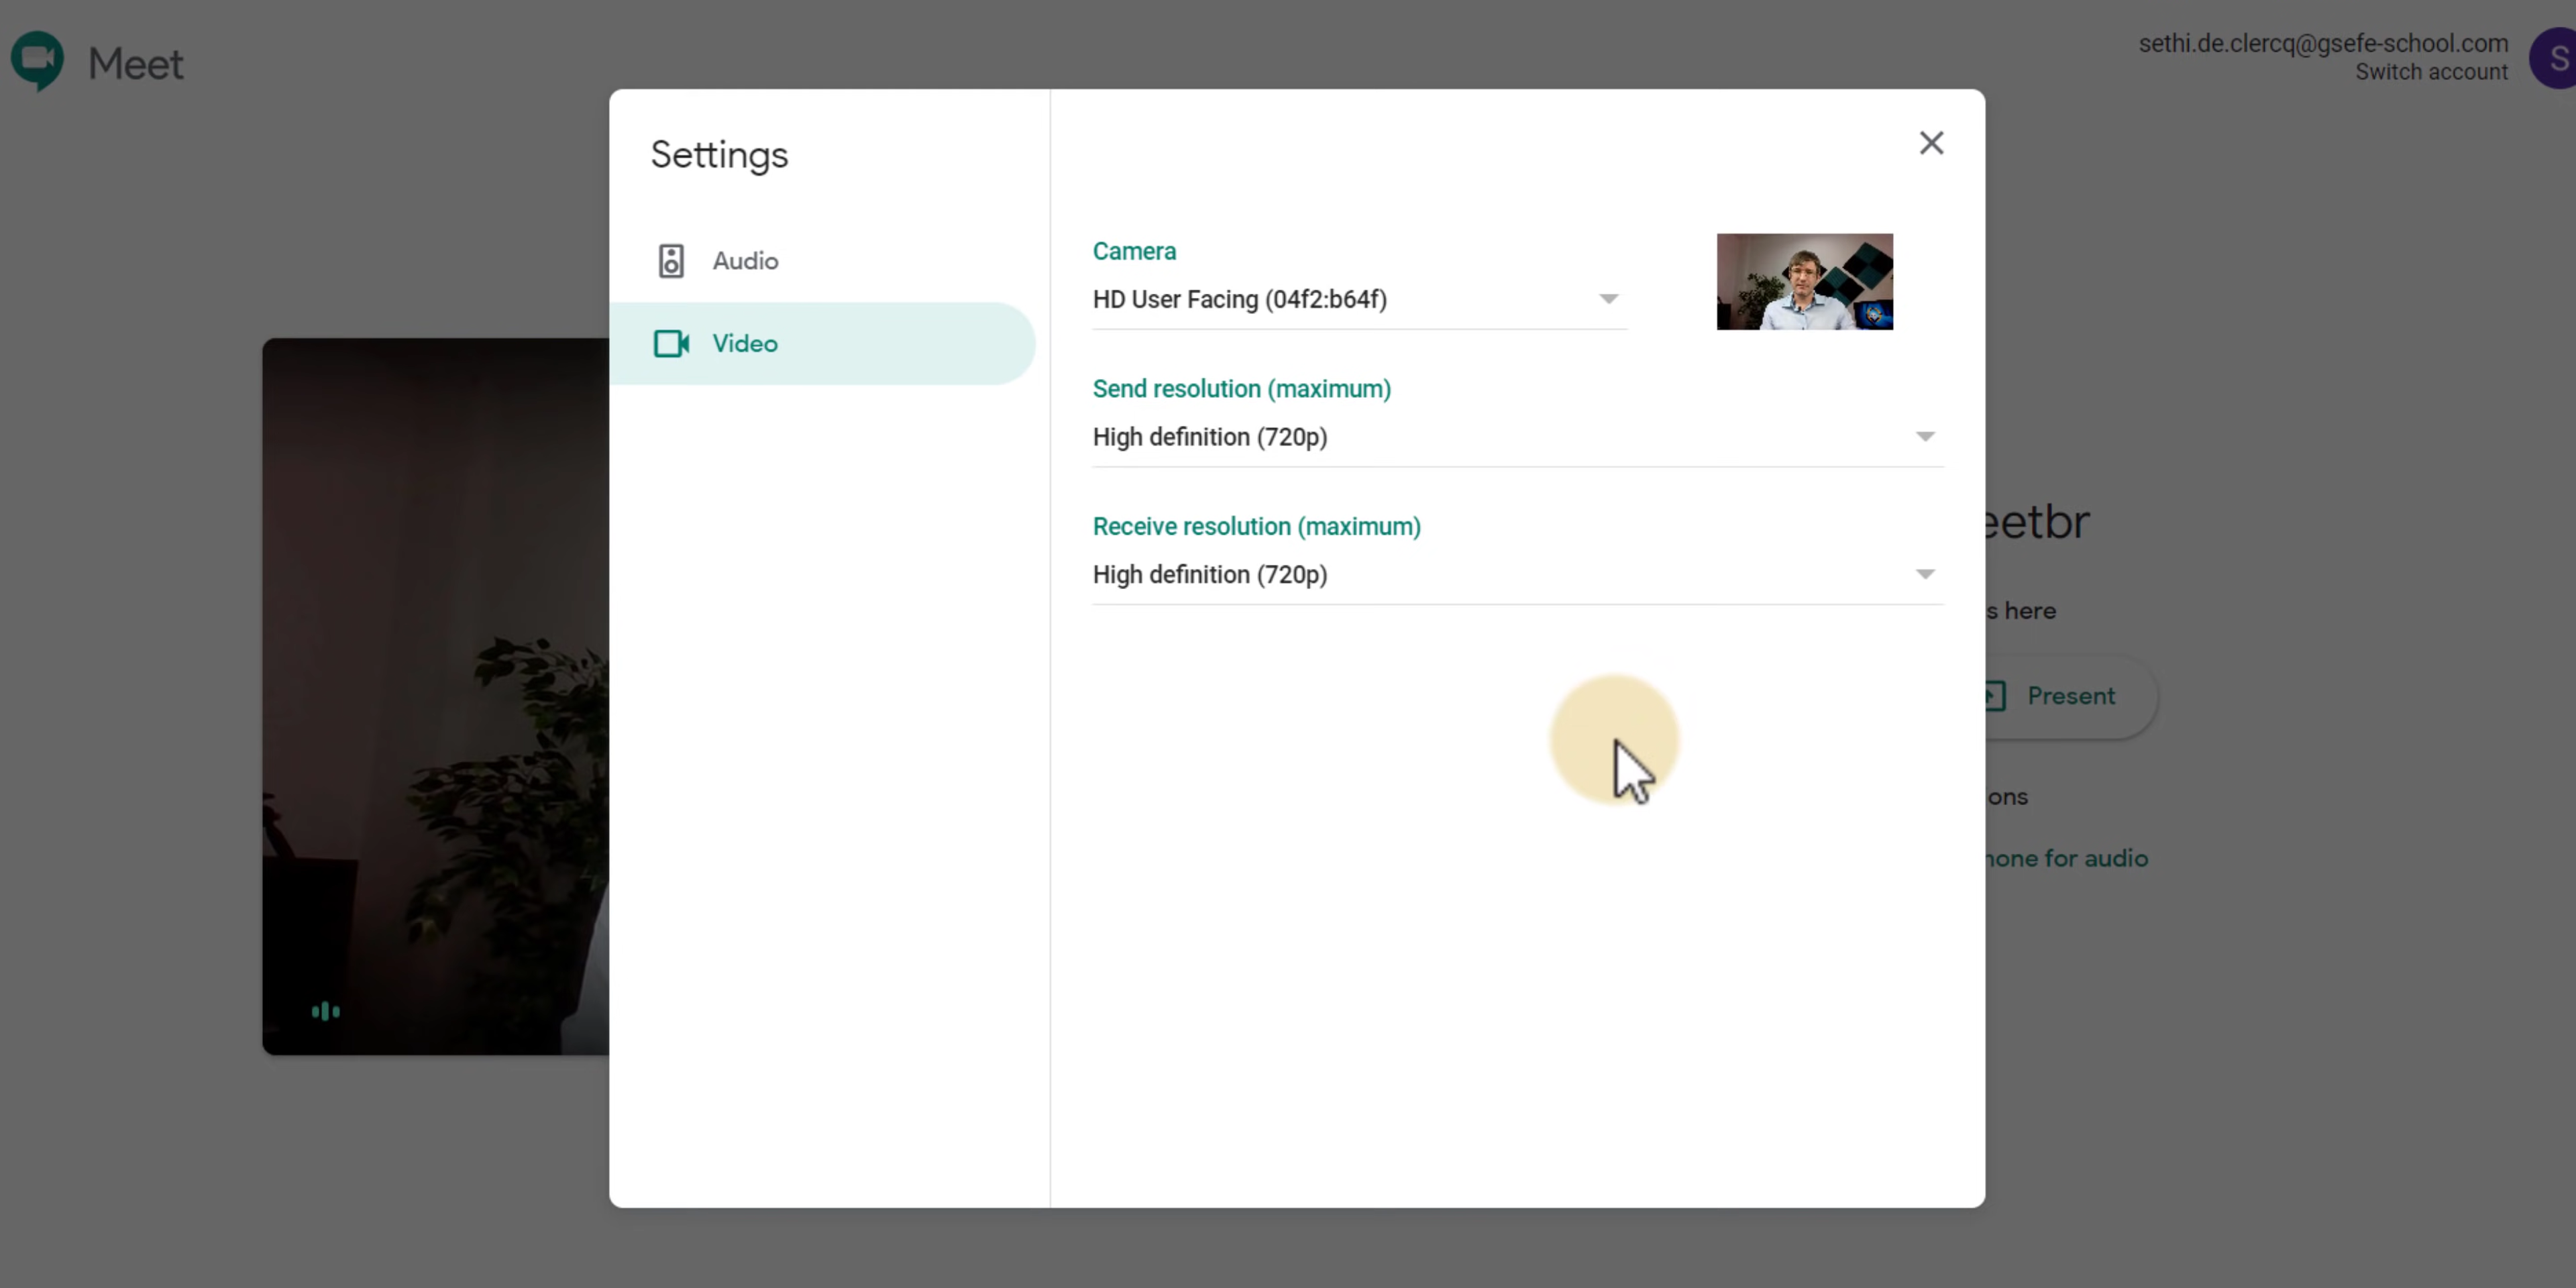 Meet
sethi.de.clercq@gsefe-school.com
Switch account
S
Settings
Audio
Video
Camera
HD User Facing (04f2:b64f)
Send resolution (maximum)
High definition (720p)
Receive resolution (maximum)
High definition (720p)
eetbr
s here
Present
ons
hone for audio